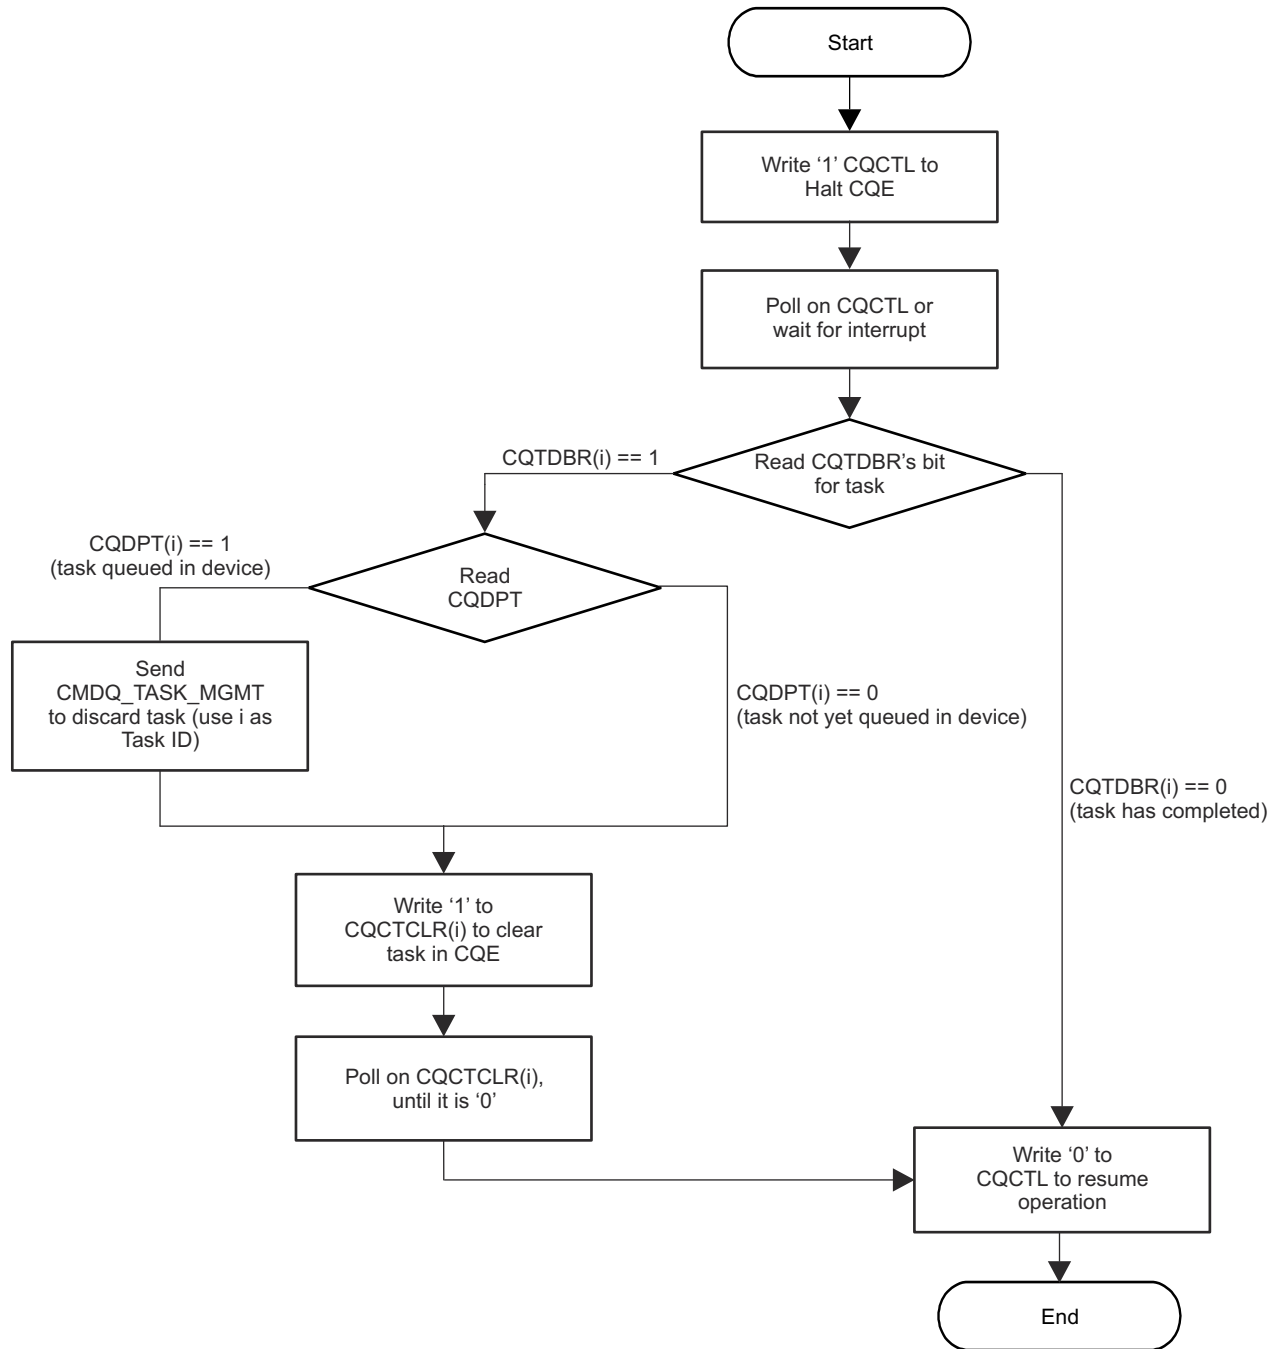 Start
Write ‘1’ CQCTL to
Halt CQE
Poll on CQCTL or
wait for interrupt
CQTDBR(i) == 1
Read CQTDBR’s bit
for task
CQDPT(i) == 1
(task queued in device)
Read
CQDPT
Send
CMDQ_TASK_MGMT
to discard task (use i as
Task ID)
CQDPT(i) == 0
(task not yet queued in device)
CQTDBR(i) == 0
(task has completed)
Write ‘1’ to
CQCTCLR(i) to clear
task in CQE
Poll on CQCTCLR(i),
until it is ‘0’
Write ‘0’ to
CQCTL to resume
operation
End